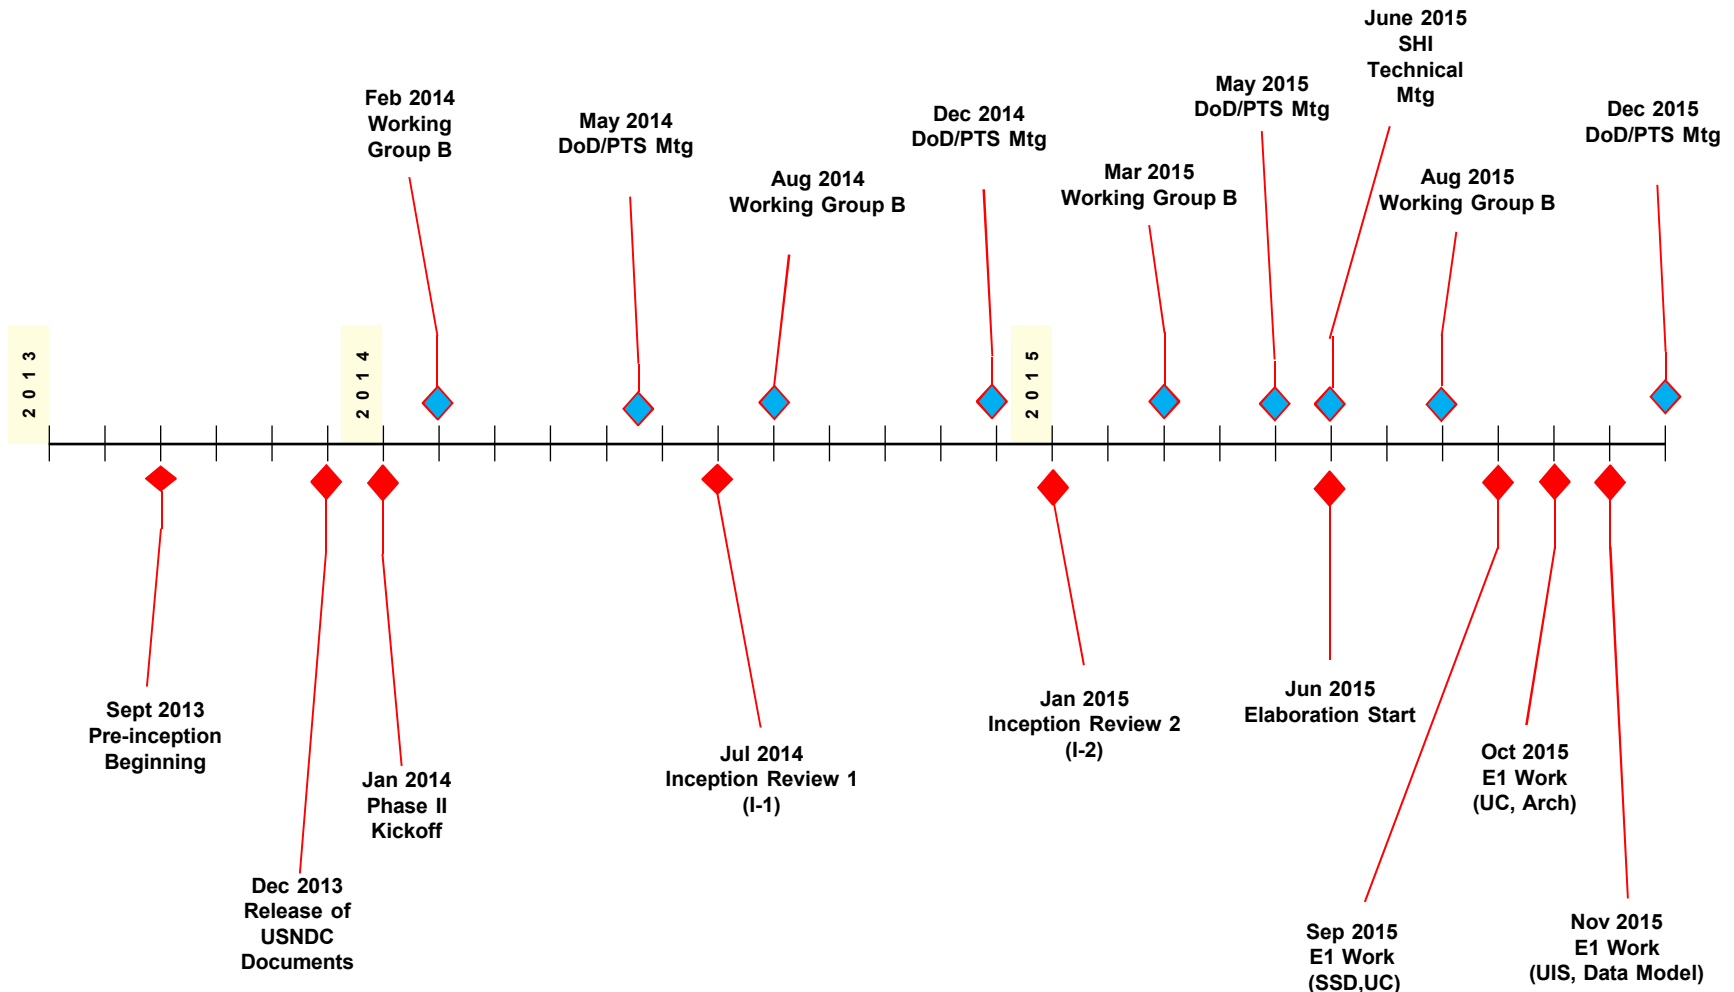 June 2015
SHI
Technical
Mtg
Feb 2014
Working
Group B
May 2014
DoD/PTS Mtg
Aug 2014
Working Group B
Dec 2014
DoD/PTS Mtg
Mar 2015
Working Group B
May 2015
DoD/PTS Mtg
Aug 2015
Working Group B
Dec 2015
DoD/PTS Mtg
2013
2014
2015
Sept 2013
Pre-inception
Beginning
Dec 2013
Release of
USNDC
Documents
Jan 2014
Phase II
Kickoff
Jul 2014
Inception Review 1
(I-1)
Jan 2015
Inception Review 2
(I-2)
Jun 2015
Elaboration Start
Sep 2015
E1 Work
(SSD,UC)
Oct 2015
E1 Work
(UC, Arch)
Nov 2015
E1 Work
(UIS, Data Model)